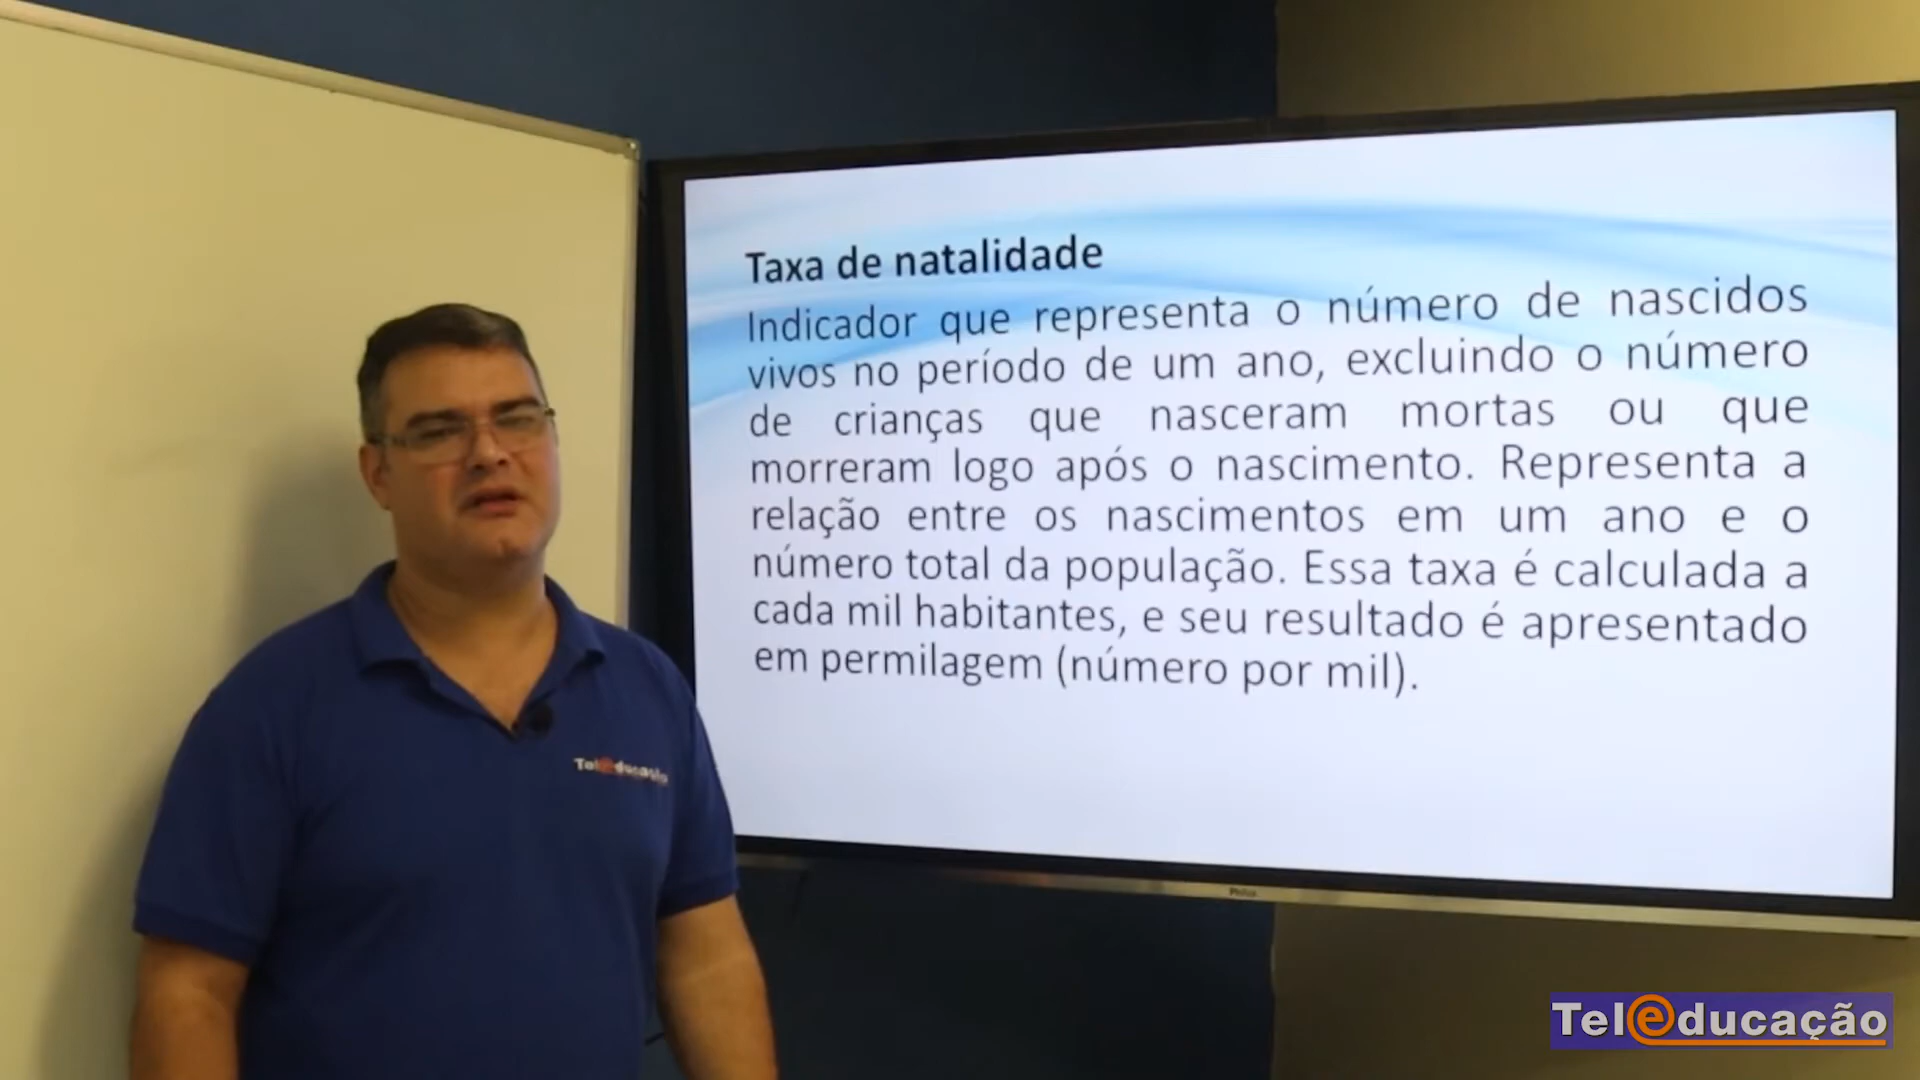 Taxa de natalidade
Indicador que representa o número de nascidos
vivos no período de um ano, excluindo o número
de crianças que nasceram mortas ou que
morreram logo após o nascimento. Representa a
relação entre os nascimentos em um ano e o
número total da população. Essa taxa é calculada a
cada mil habitantes, e seu resultado é apresentado
em permilagem (número por mil).
Teleducação
Philco
Teleducação